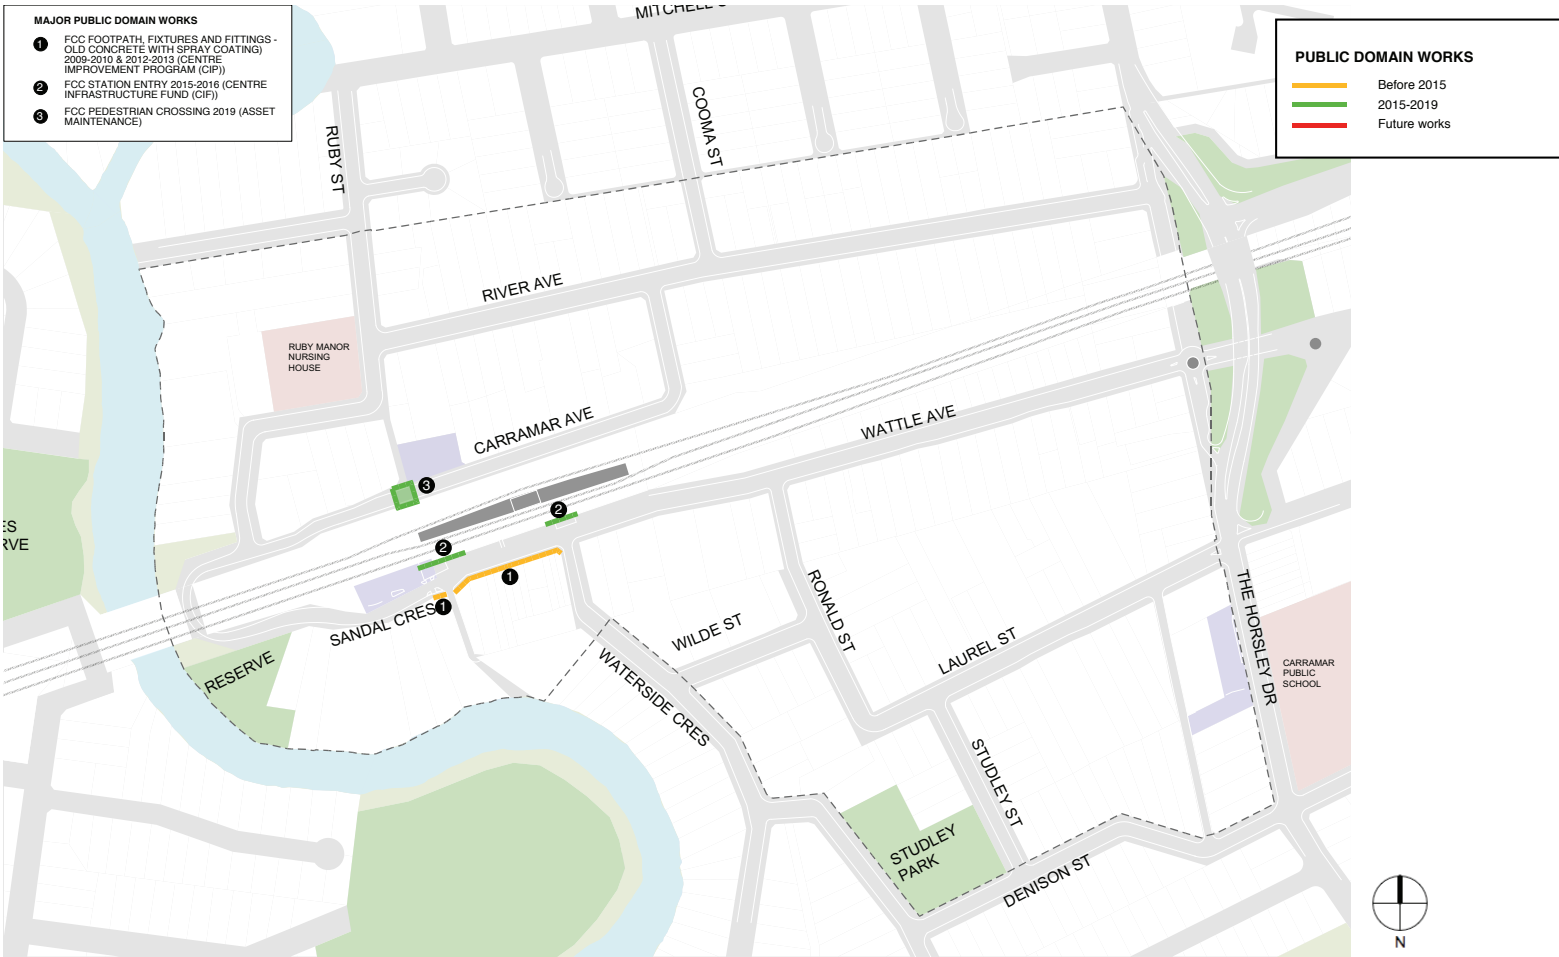 MAJOR PUBLIC DOMAIN WORKS
1 FCC FOOTPATH, FIXTURES AND FITTINGS -
OLD CONCRETE WITH SPRAY COATING)
2009-2010 & 2012-2013 (CENTRE
IMPROVEMENT PROGRAM (CIP))
2 FCC STATION ENTRY 2015-2016 (CENTRE
INFRASTRUCTURE FUND (CIF))
3 FCC PEDESTRIAN CROSSING 2019 (ASSET
MAINTENANCE)
PUBLIC DOMAIN WORKS
Before 2015
2015-2019
Future works
MITCHELL S
RUBY ST
COOMA ST
RIVER AVE
RUBY MANOR
NURSING
HOUSE
CARRAMAR AVE
WATTLE AVE
3
2
2
1
1
ES
RVE
SANDAL CRES
RESERVE
WILDE ST
RONALD ST
LAUREL ST
WATERSIDE CRES
THE HORSLEY DR
CARRAMAR
PUBLIC
SCHOOL
STUDLEY ST
STUDLEY
PARK
DENISON ST
N